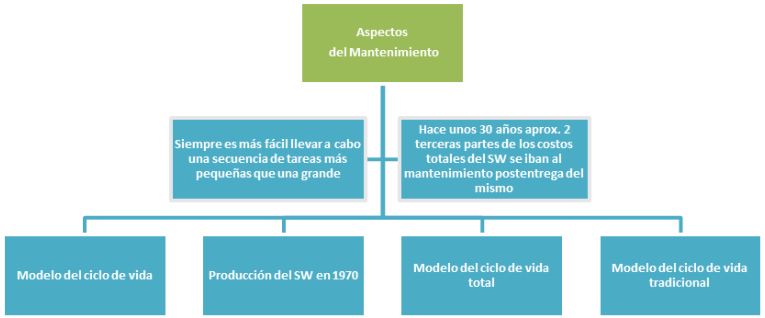 Aspectos
del Mantenimiento
Siempre es más fácil llevar a cabo
una secuencia de tareas más
pequeñas que una grande
Hace unos 30 años aprox. 2
terceras partes de los costos
totales del SW se iban al
mantenimiento postentrega del
mismo
Modelo del ciclo de vida
Producción del SW en 1970
Modelo del ciclo de vida
total
Modelo del ciclo de vida
tradicional